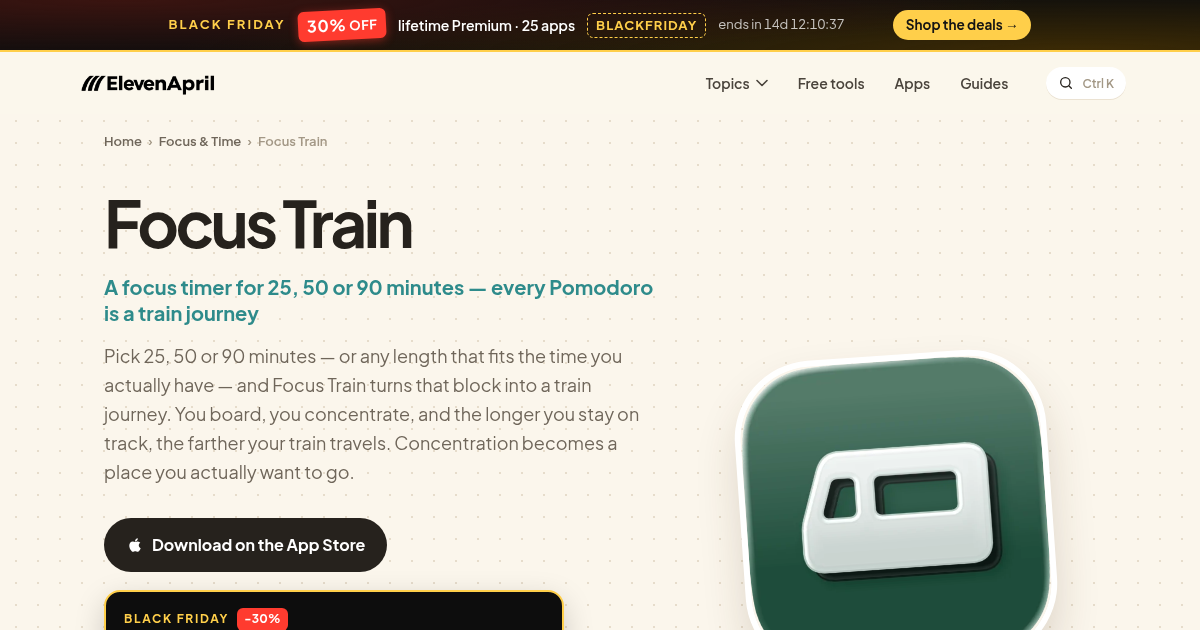 BLACK FRIDAY 30% OFF lifetime Premium · 25 apps BLACKFRIDAY ends in 14d 12:10:37 Shop the deals →
ElevenApril Topics Free tools Apps Guides Ctrl K
Home › Focus & Time › Focus Train
Focus Train
A focus timer for 25, 50 or 90 minutes — every Pomodoro
is a train journey
Pick 25, 50 or 90 minutes — or any length that fits the time you
actually have — and Focus Train turns that block into a train
journey. You board, you concentrate, and the longer you stay on
track, the farther your train travels. Concentration becomes a
place you actually want to go.
Download on the App Store
BLACK FRIDAY -30%